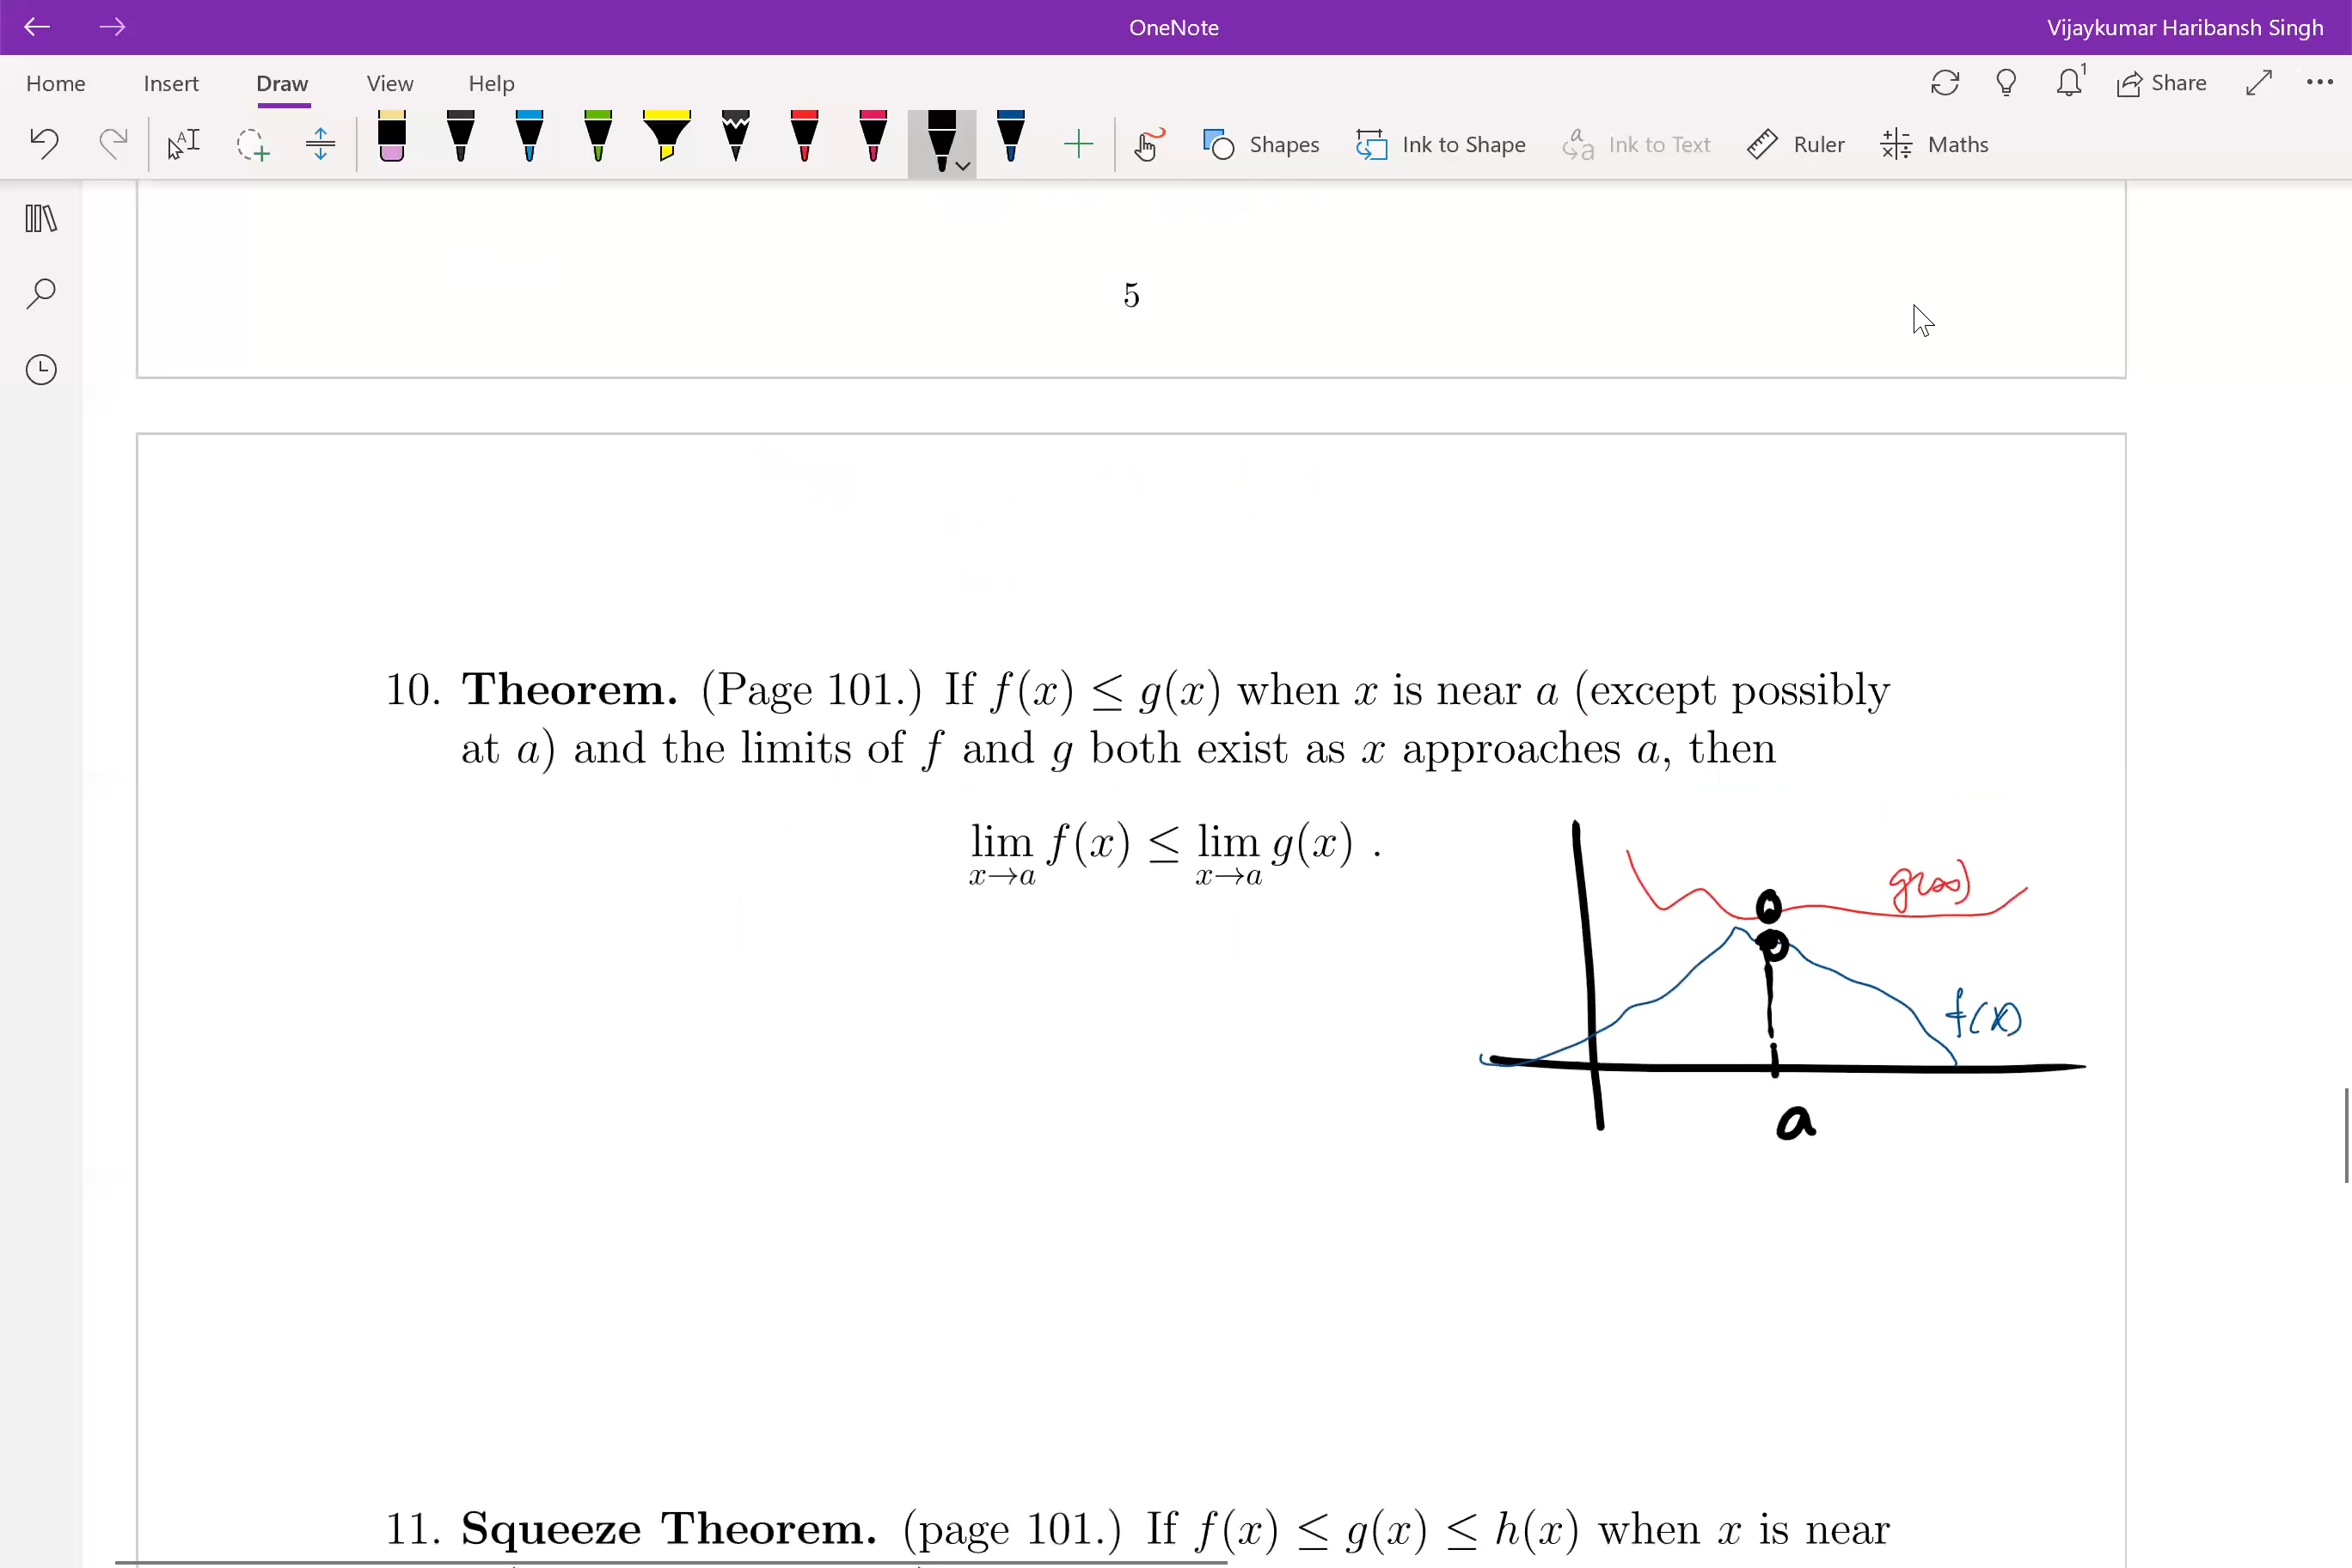 OneNote
Vijaykumar Haribansh Singh
Home Insert Draw View Help
1 Share
Shapes Ink to Shape Ink to Text Ruler Maths
5
10. Theorem. (Page 101.) If f(x) ≤ g(x) when x is near a (except possibly
at a) and the limits of f and g both exist as x approaches a, then
lim x→a f(x) ≤ lim x→a g(x) .
g(x)
f(x)
a
11. Squeeze Theorem. (page 101.) If f(x) ≤ g(x) ≤ h(x) when x is near